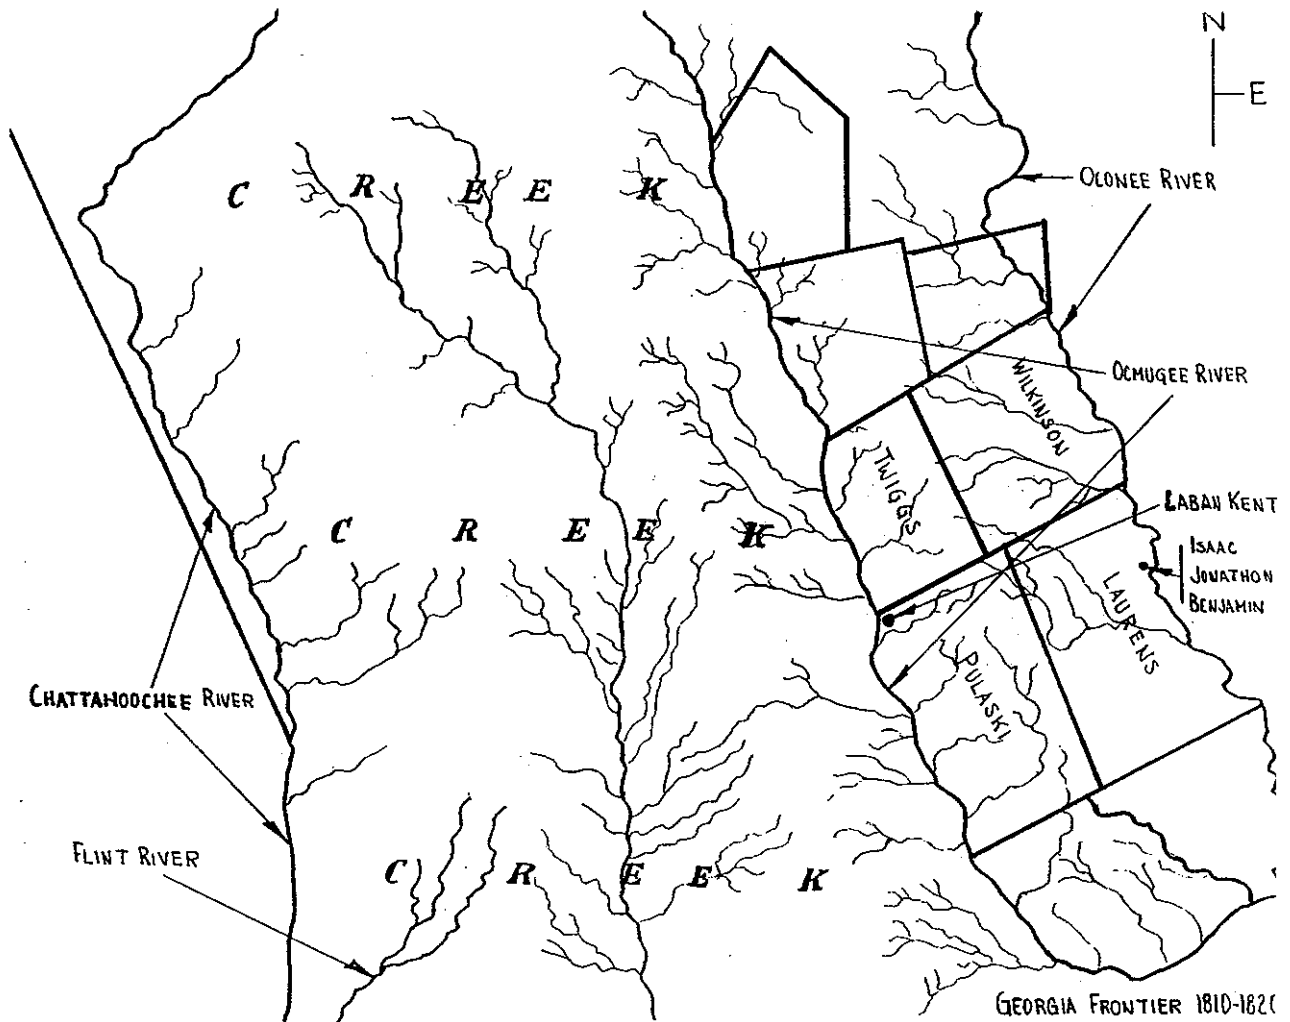 N
E
C R E E K
OCONEE RIVER
OCMUGEE RIVER
WILKINSON
TWIGGS
LABAN KENT
C R E E K
ISAAC
JONATHON
BENJAMIN
LAURENS
PULASKI
CHATTAHOOCHEE RIVER
FLINT RIVER
C R E E K
GEORGIA FRONTIER 1810-182(